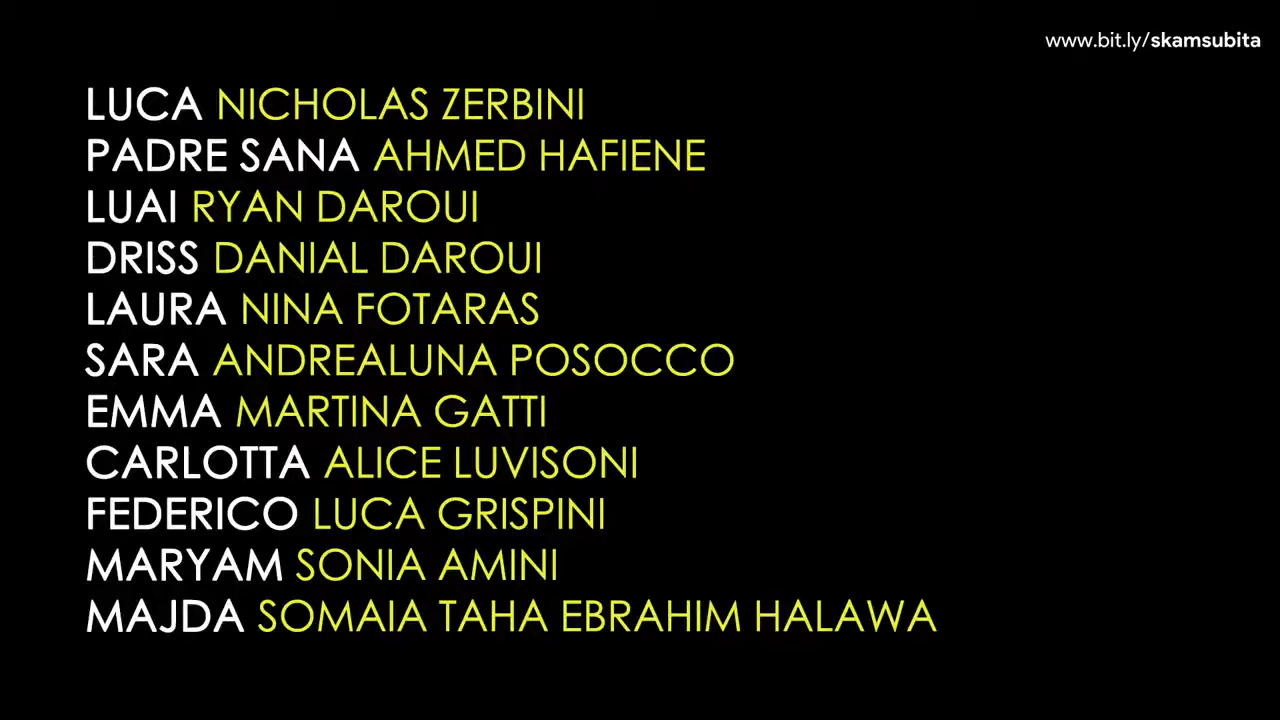 www.bit.ly/skamsubita
LUCA NICHOLAS ZERBINI
PADRE SANA AHMED HAFIENE
LUAI RYAN DAROUI
DRISS DANIAL DAROUI
LAURA NINA FOTARAS
SARA ANDREALUNA POSOCCO
EMMA MARTINA GATTI
CARLOTTA ALICE LUVISONI
FEDERICO LUCA GRISPINI
MARYAM SONIA AMINI
MAJDA SOMAIA TAHA EBRAHIM HALAWA